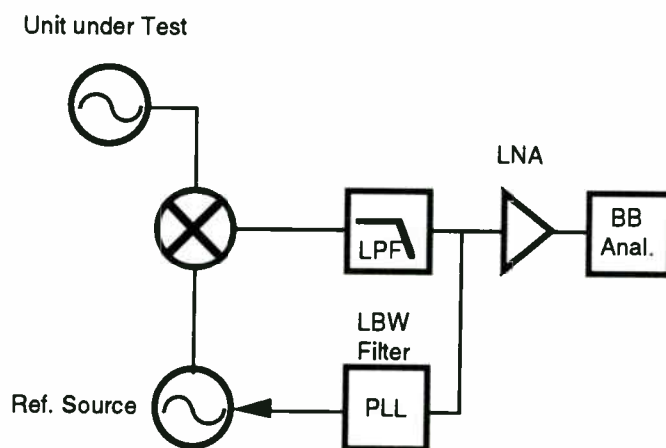 Unit under Test
LNA
LPF
BB
Anal.
LBW
Filter
Ref. Source
PLL